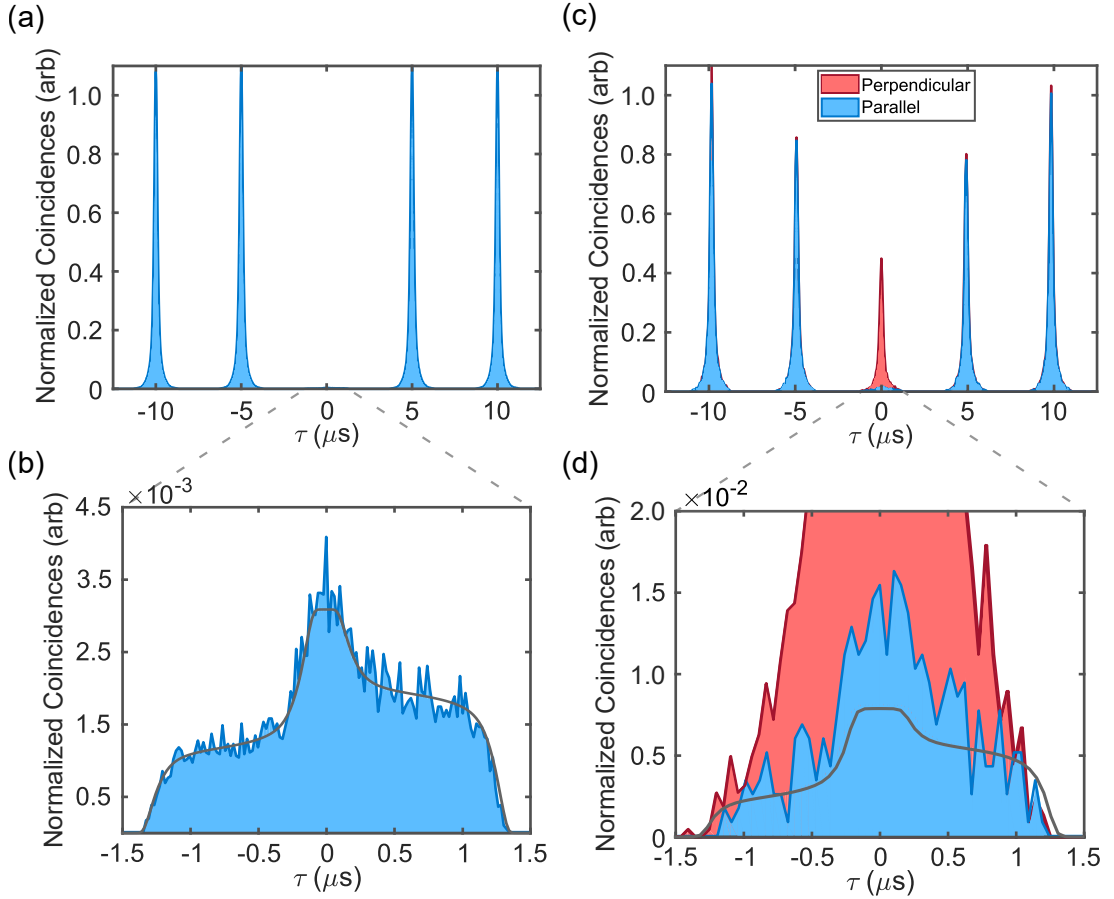 (a)
Normalized Coincidences (arb)
1.0
0.8
0.6
0.4
0.2
0
-10 -5 0 5 10
τ (μs)
(c)
Normalized Coincidences (arb)
1.0
0.8
0.6
0.4
0.2
0
Perpendicular
Parallel
-10 -5 0 5 10
τ (μs)
(b)
×10⁻³
Normalized Coincidences (arb)
4.5
3.5
2.5
1.5
0.5
-1.5 -1 -0.5 0 0.5 1 1.5
τ (μs)
(d)
×10⁻²
Normalized Coincidences (arb)
2.0
1.5
1.0
0.5
0
-1.5 -1 -0.5 0 0.5 1 1.5
τ (μs)